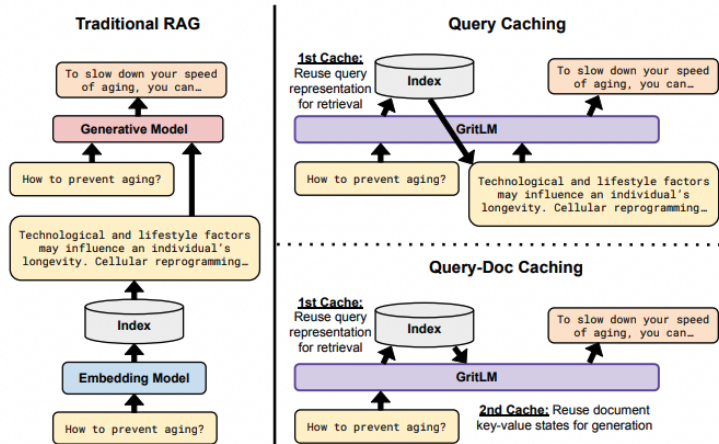 Traditional RAG
To slow down your speed
of aging, you can…
Generative Model
How to prevent aging?
Technological and lifestyle factors
may influence an individual's
longevity. Cellular reprogramming…
Index
Embedding Model
How to prevent aging?
Query Caching
1st Cache:
Reuse query
representation
for retrieval
Index
To slow down your speed
of aging, you can…
GritLM
How to prevent aging?
Technological and lifestyle factors
may influence an individual's
longevity. Cellular reprogramming…
Query-Doc Caching
1st Cache:
Reuse query
representation
for retrieval
Index
To slow down your speed
of aging, you can…
GritLM
How to prevent aging?
2nd Cache: Reuse document
key-value states for generation